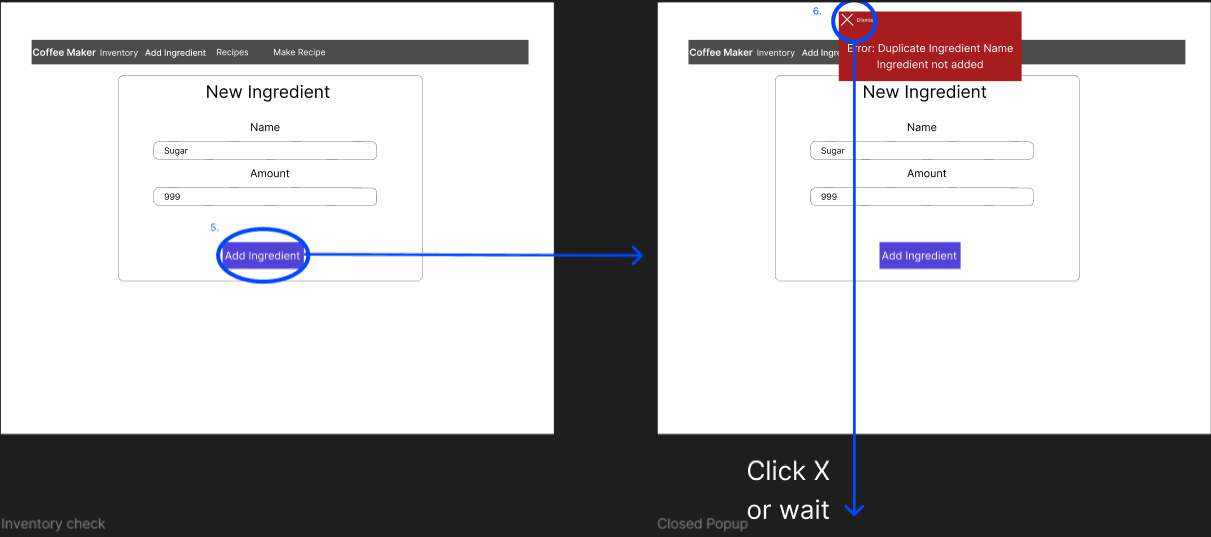 Coffee Maker Inventory Add Ingredient Recipes Make Recipe
New Ingredient
Name
Sugar
Amount
999
5.
Add Ingredient
Inventory check
6.
Error: Duplicate Ingredient Name
Ingredient not added
Coffee Maker Inventory Add Ingre
New Ingredient
Name
Sugar
Amount
999
Add Ingredient
Click X
or wait
Closed Popup